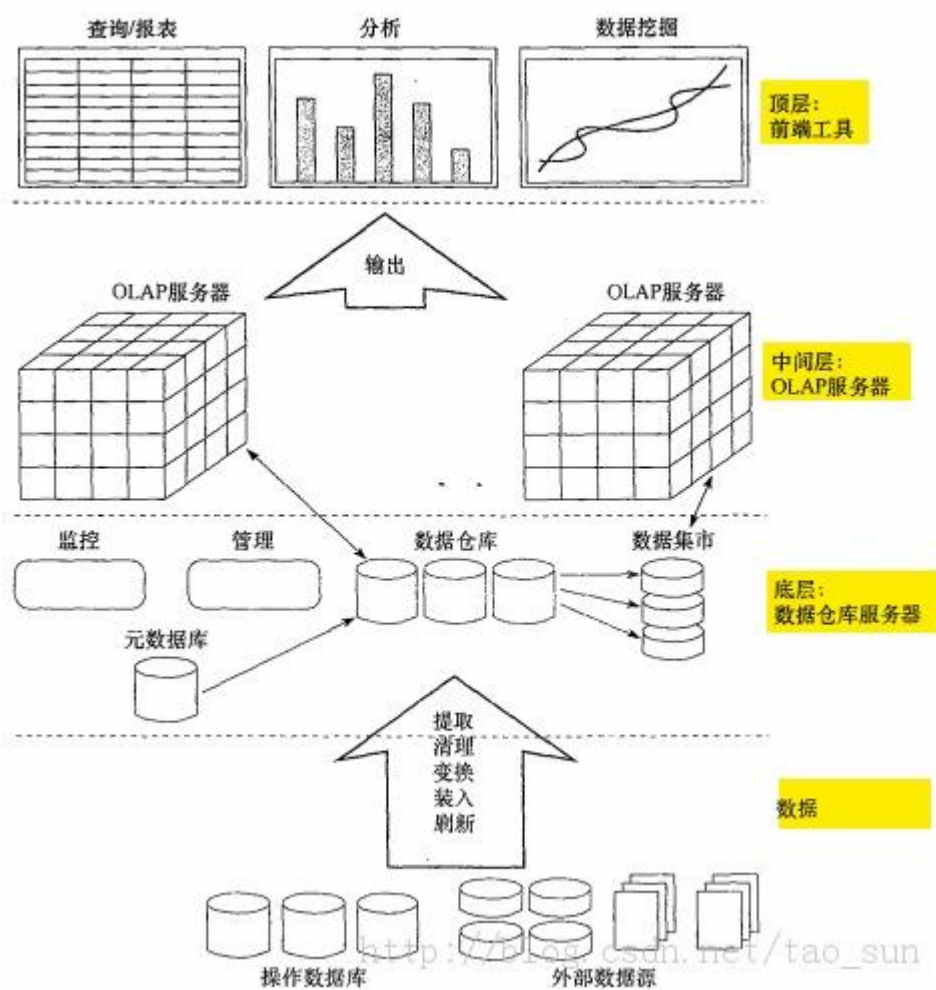 查询/报表
分析
数据挖掘
顶层：
前端工具
输出
OLAP服务器
OLAP服务器
中间层：
OLAP服务器
监控
管理
数据仓库
数据集市
底层：
数据仓库服务器
元数据库
提取
清理
变换
装入
刷新
数据
操作数据库
外部数据源
http://blog.csdn.net/tao_sun